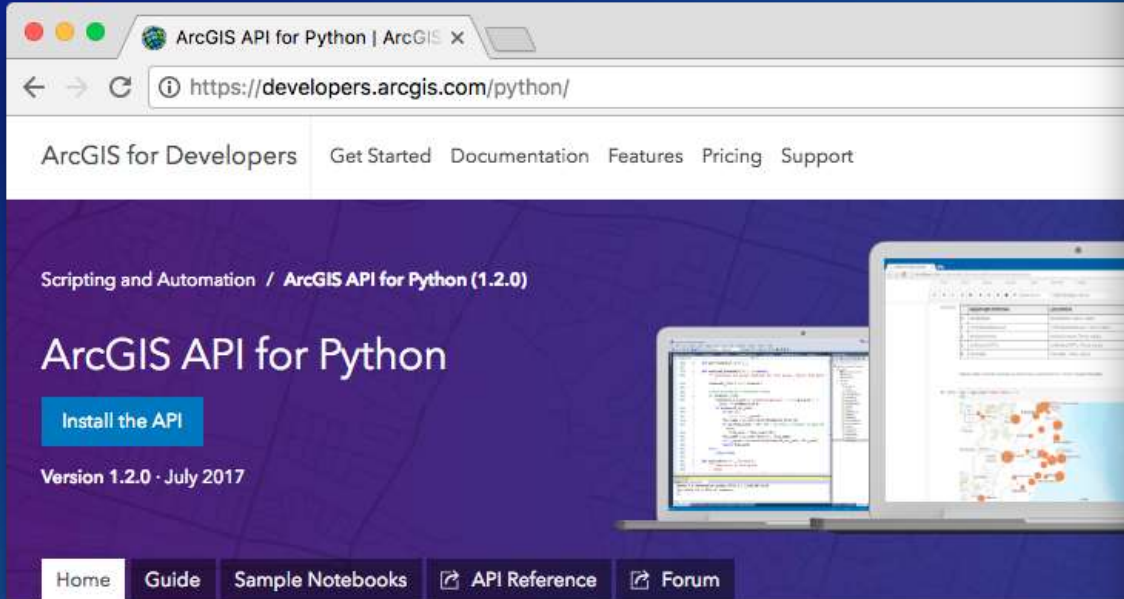 ArcGIS API for Python | ArcGIS
https://developers.arcgis.com/python/
ArcGIS for Developers Get Started Documentation Features Pricing Support
Scripting and Automation / ArcGIS API for Python (1.2.0)
ArcGIS API for Python
Install the API
Version 1.2.0 · July 2017
Home Guide Sample Notebooks API Reference Forum